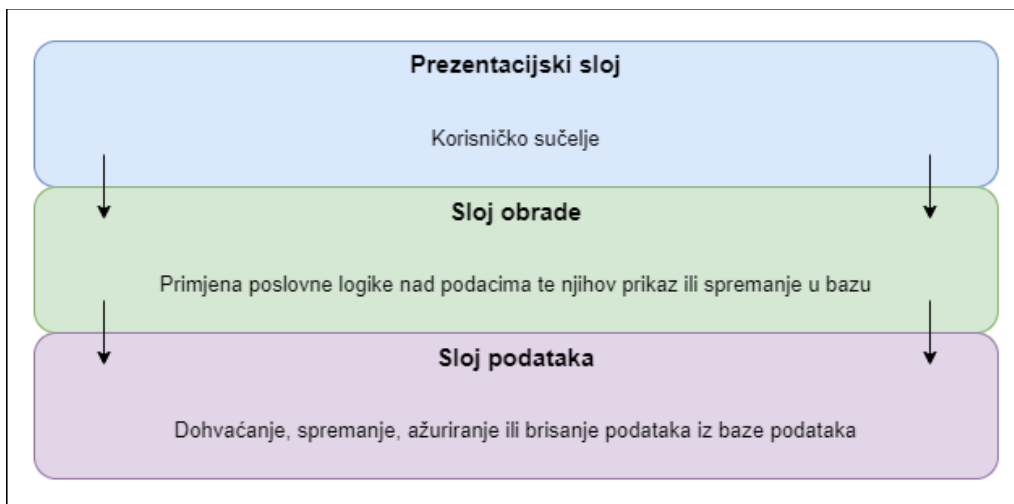 Prezentacijski sloj
Korisničko sučelje
Sloj obrade
Primjena poslovne logike nad podacima te njihov prikaz ili spremanje u bazu
Sloj podataka
Dohvaćanje, spremanje, ažuriranje ili brisanje podataka iz baze podataka